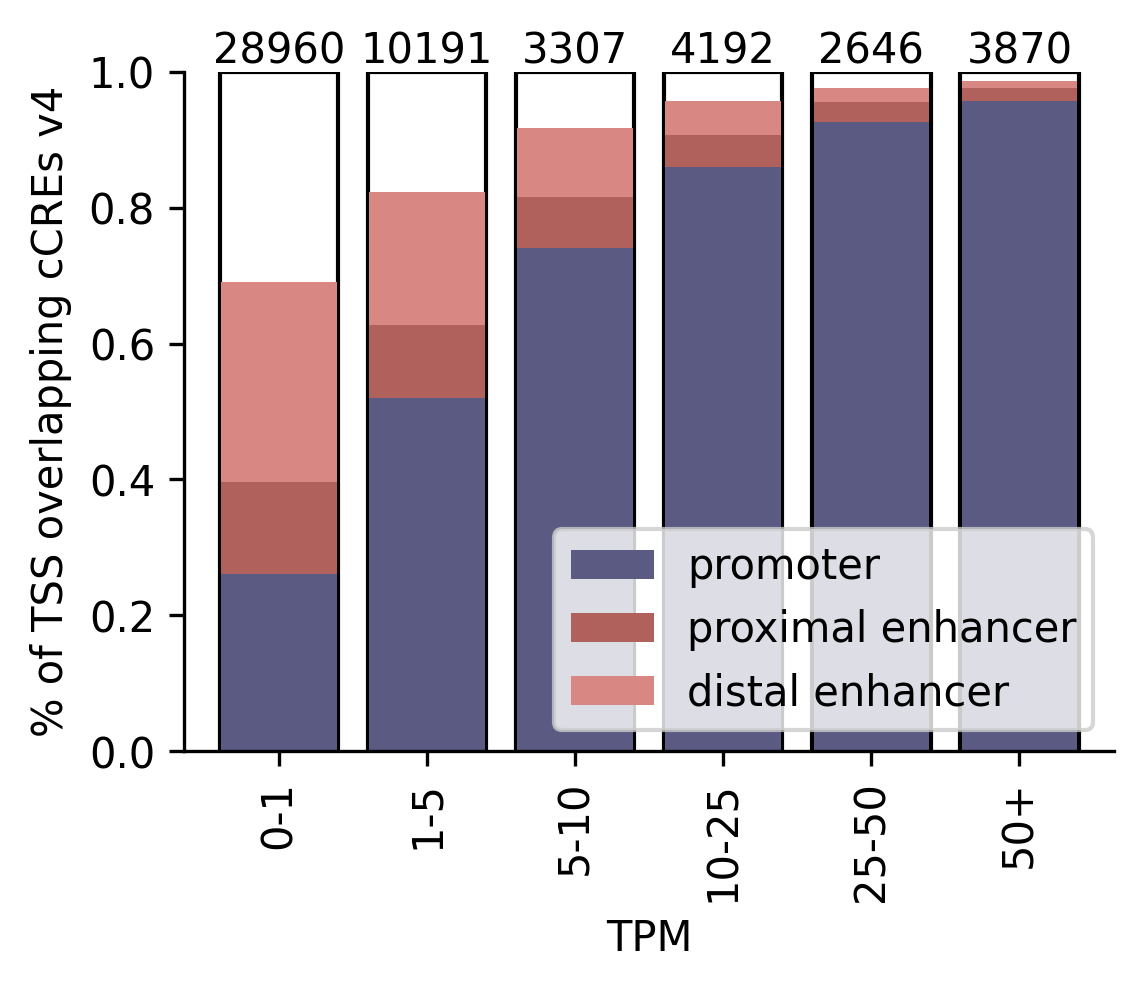 28960 10191 3307 4192 2646 3870
% of TSS overlapping cCREs v4
1.0
0.8
0.6
0.4
0.2
0.0
promoter
proximal enhancer
distal enhancer
0-1
1-5
5-10
10-25
25-50
50+
TPM